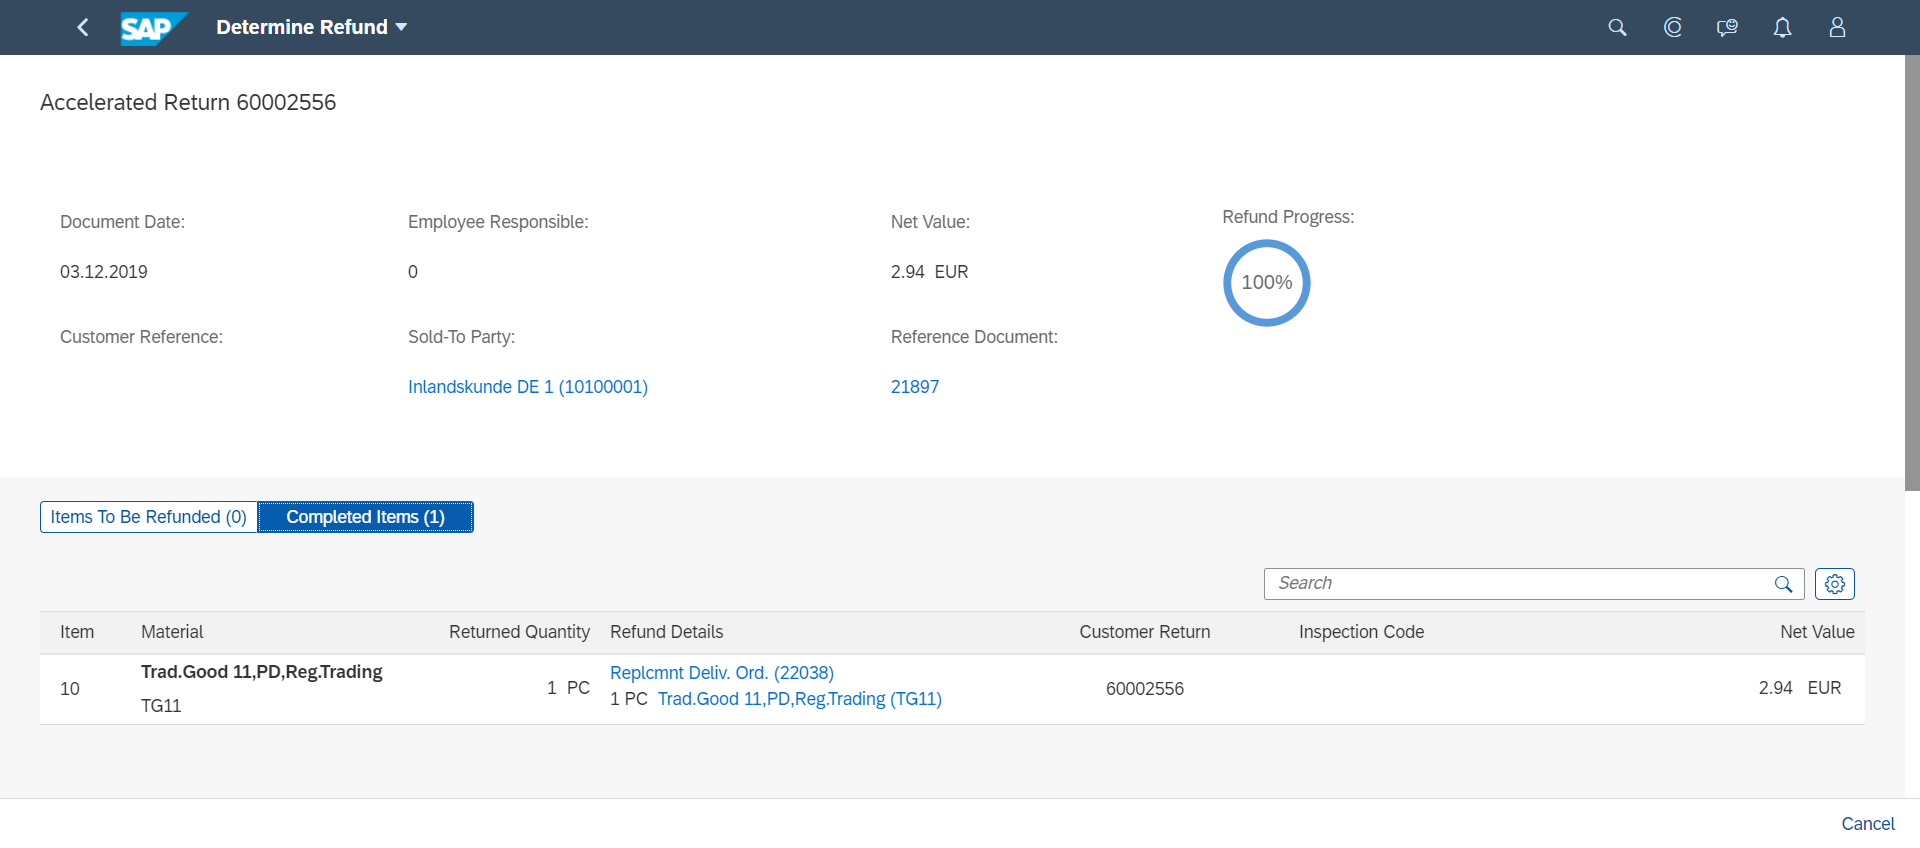 SAP Determine Refund
Accelerated Return 60002556
Document Date: Employee Responsible: Net Value: Refund Progress:
03.12.2019 0 2.94 EUR 100%
Customer Reference: Sold-To Party: Reference Document:
Inlandskunde DE 1 (10100001) 21897
Items To Be Refunded (0) Completed Items (1)
Search
Item Material Returned Quantity Refund Details Customer Return Inspection Code Net Value
10 Trad.Good 11,PD,Reg.Trading 1 PC Replcmnt Deliv. Ord. (22038) 60002556 2.94 EUR
TG11 1 PC Trad.Good 11,PD,Reg.Trading (TG11)
Cancel